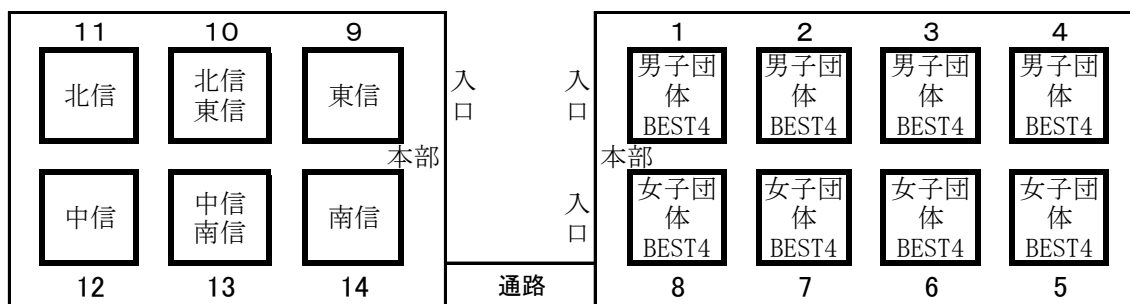 11 10 9 1 2 3 4
北信
北信
東信
東信
入口
入口
男子団
体
BEST4
男子団
体
BEST4
男子団
体
BEST4
男子団
体
BEST4
本部
本部
中信
中信
南信
南信
入口
女子団
体
BEST4
女子団
体
BEST4
女子団
体
BEST4
女子団
体
BEST4
12 13 14 通路 8 7 6 5